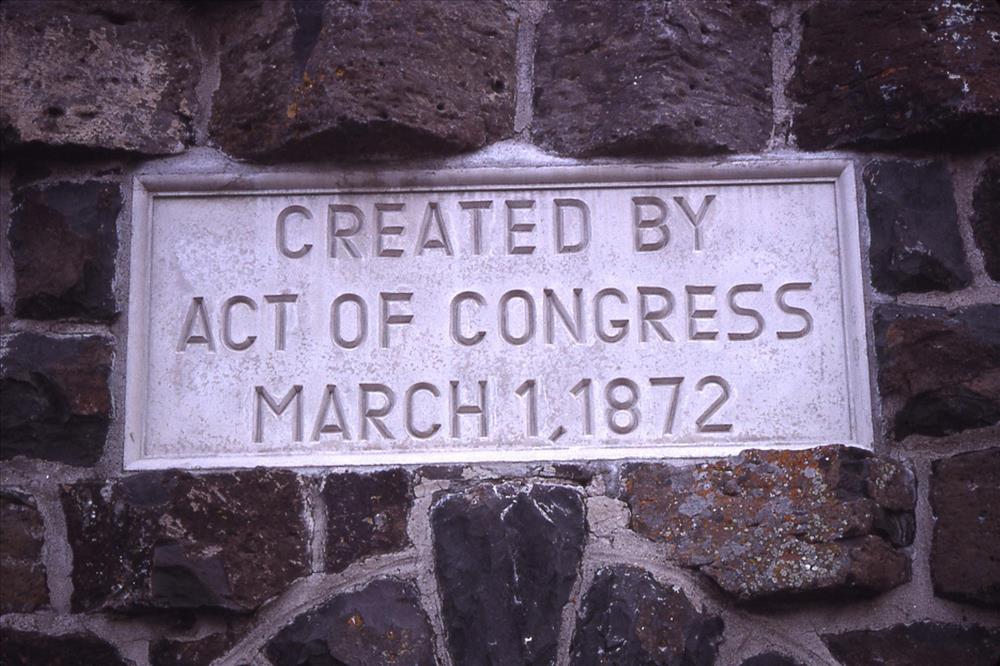 CREATED BY
ACT OF CONGRESS
MARCH 1, 1872